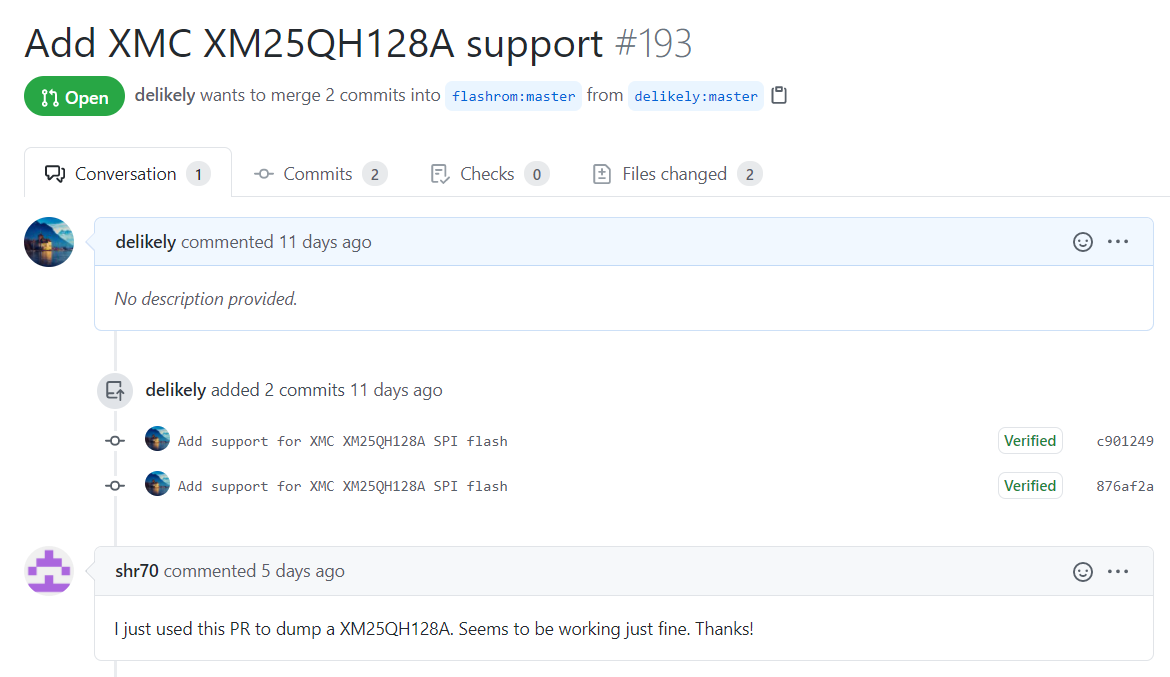 Add XMC XM25QH128A support #193
Open delikely wants to merge 2 commits into flashrom:master from delikely:master
Conversation 1 Commits 2 Checks 0 Files changed 2
delikely commented 11 days ago
No description provided.
delikely added 2 commits 11 days ago
Add support for XMC XM25QH128A SPI flash Verified c901249
Add support for XMC XM25QH128A SPI flash Verified 876af2a
shr70 commented 5 days ago
I just used this PR to dump a XM25QH128A. Seems to be working just fine. Thanks!